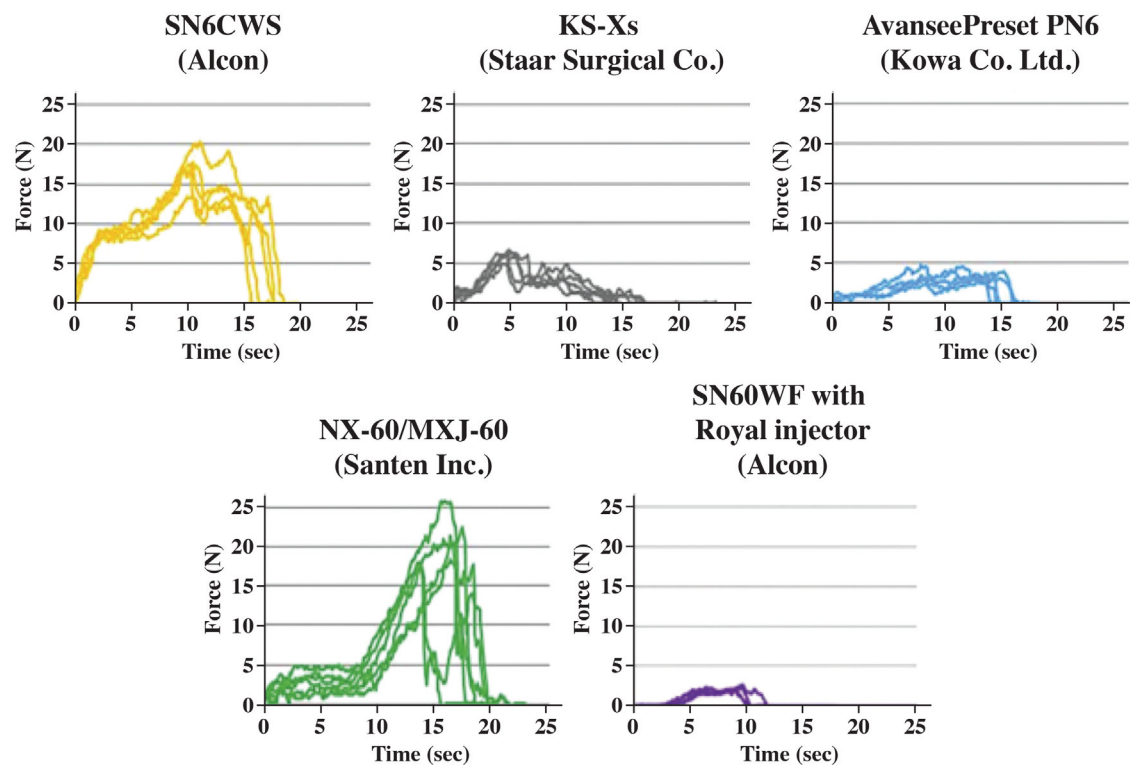 SN6CWS
(Alcon)
KS-Xs
(Staar Surgical Co.)
AvanseePreset PN6
(Kowa Co. Ltd.)
Force (N)
25
20
15
10
5
0
0 5 10 15 20 25
Time (sec)
Force (N)
25
20
15
10
5
0
0 5 10 15 20 25
Time (sec)
Force (N)
25
20
15
10
5
0
0 5 10 15 20 25
Time (sec)
NX-60/MXJ-60
(Santen Inc.)
SN60WF with
Royal injector
(Alcon)
Force (N)
25
20
15
10
5
0
0 5 10 15 20 25
Time (sec)
Force (N)
25
20
15
10
5
0
0 5 10 15 20 25
Time (sec)